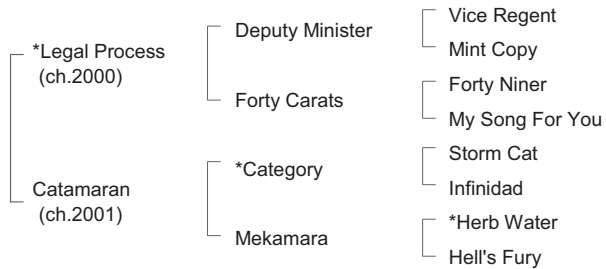 *Legal Process
(ch.2000)
Catamaran
(ch.2001)
Deputy Minister
Forty Carats
*Category
Mekamara
Vice Regent
Mint Copy
Forty Niner
My Song For You
Storm Cat
Infinidad
*Herb Water
Hell's Fury